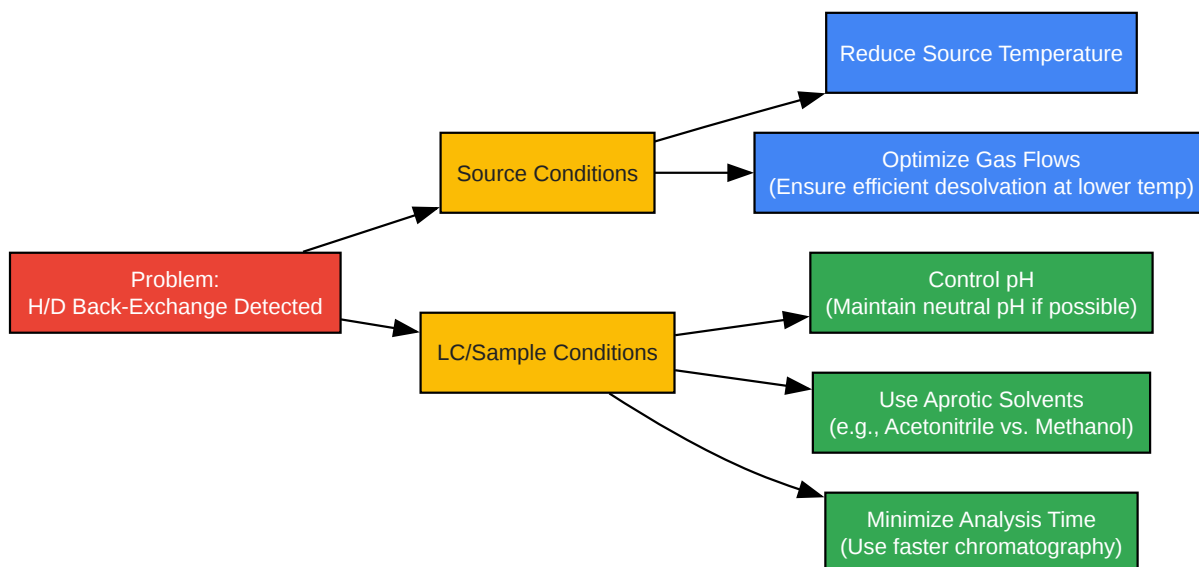 Reduce Source Temperature
Source Conditions
Optimize Gas Flows
(Ensure efficient desolvation at lower temp)
Problem:
H/D Back-Exchange Detected
Control pH
(Maintain neutral pH if possible)
LC/Sample Conditions
Use Aprotic Solvents
(e.g., Acetonitrile vs. Methanol)
Minimize Analysis Time
(Use faster chromatography)